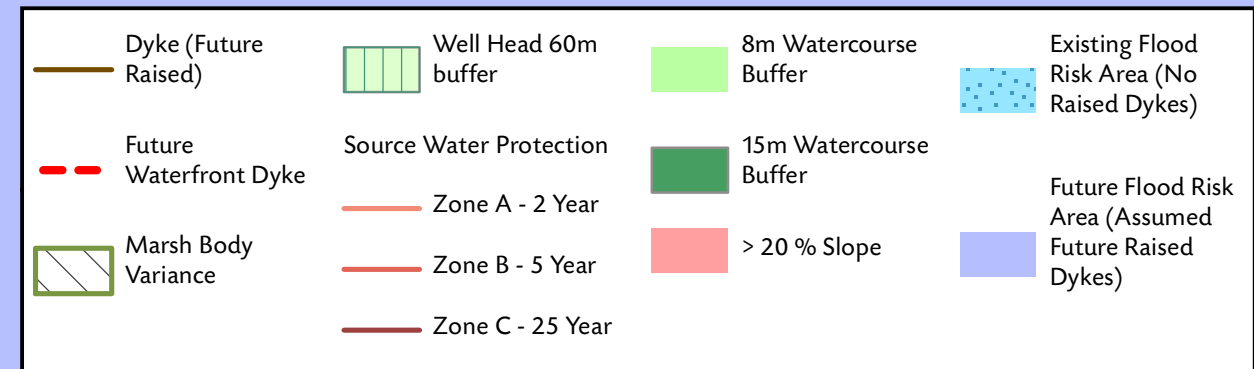 Dyke (Future
Raised)
Future
Waterfront Dyke
Marsh Body
Variance
Well Head 60m
buffer
Source Water Protection
Zone A - 2 Year
Zone B - 5 Year
Zone C - 25 Year
8m Watercourse
Buffer
15m Watercourse
Buffer
> 20 % Slope
Existing Flood
Risk Area (No
Raised Dykes)
Future Flood Risk
Area (Assumed
Future Raised
Dykes)